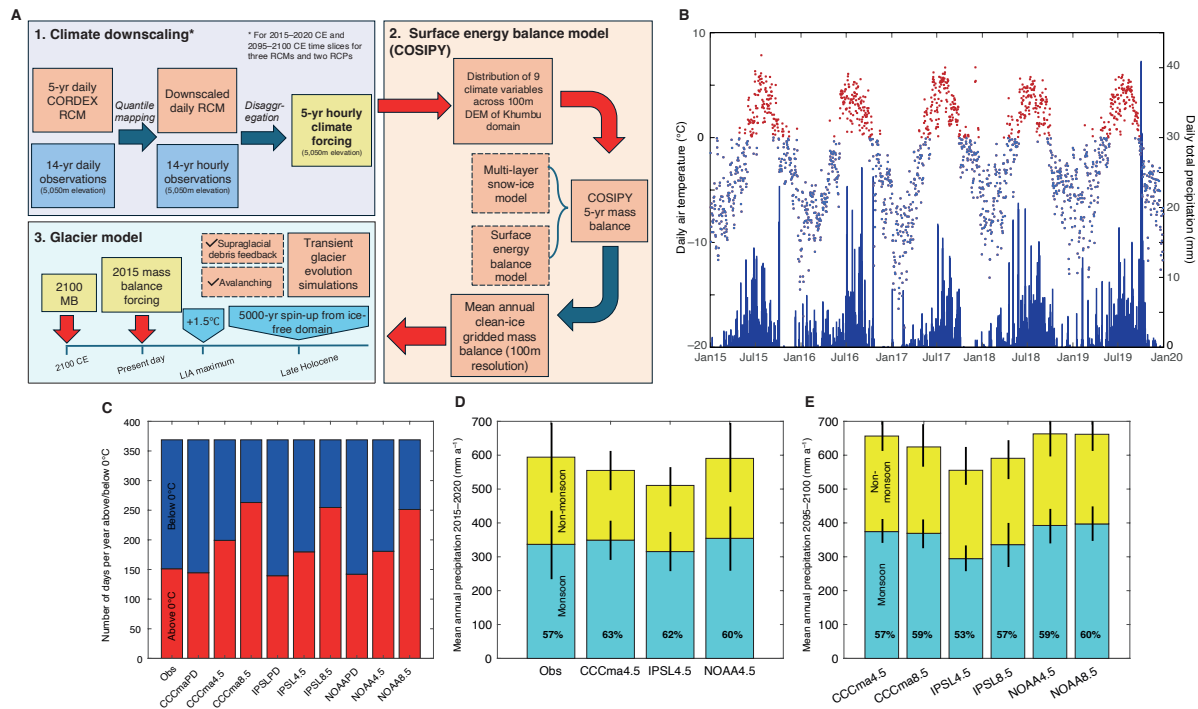 A
1. Climate downscaling*
* For 2015–2020 CE and
2095–2100 CE time slices for
three RCMs and two RCPs
5-yr daily
CORDEX
RCM
Quantile
mapping
Downscaled
daily RCM
Disaggr-
egation
5-yr hourly
climate
forcing
(5,050m elevation)
14-yr daily
observations
(5,050m elevation)
14-yr hourly
observations
(5,050m elevation)
2. Surface energy balance model
(COSIPY)
Distribution of 9
climate variables
across 100m
DEM of Khumbu
domain
Multi-layer
snow-ice
model
Surface
energy
balance
model
COSIPY
5-yr mass
balance
Mean annual
clean-ice
gridded mass
balance (100m
resolution)
3. Glacier model
Supraglacial
debris feedback
Avalanching
Transient
glacier
evolution
simulations
2100
MB
2015 mass
balance
forcing
+1.5°C
5000-yr spin-up from ice-
free domain
2100 CE
Present day
LIA maximum
Late Holocene
B
Daily air temperature (°C)
10
0
−10
−20
Daily total precipitation (mm)
40
30
20
10
0
Jan15
Jul15
Jan16
Jul16
Jan17
Jul17
Jan18
Jul18
Jan19
Jul19
Jan20
C
Number of days per year above/below 0°C
400
350
300
250
200
150
100
50
0
Below 0°C
Above 0°C
Obs
CCCmaPD
CCCma4.5
CCCma8.5
IPSLPD
IPSL4.5
IPSL8.5
NOAAPD
NOAA4.5
NOAA8.5
D
Mean annual precipitation 2015–2020 (mm a⁻¹)
700
600
500
400
300
200
100
0
Non-monsoon
Monsoon
57%
63%
62%
60%
Obs
CCCma4.5
IPSL4.5
NOAA4.5
E
Mean annual precipitation 2095–2100 (mm a⁻¹)
700
600
500
400
300
200
100
0
Non-
monsoon
Monsoon
57%
59%
53%
57%
59%
60%
CCCma4.5
CCCma8.5
IPSL4.5
IPSL8.5
NOAA4.5
NOAA8.5